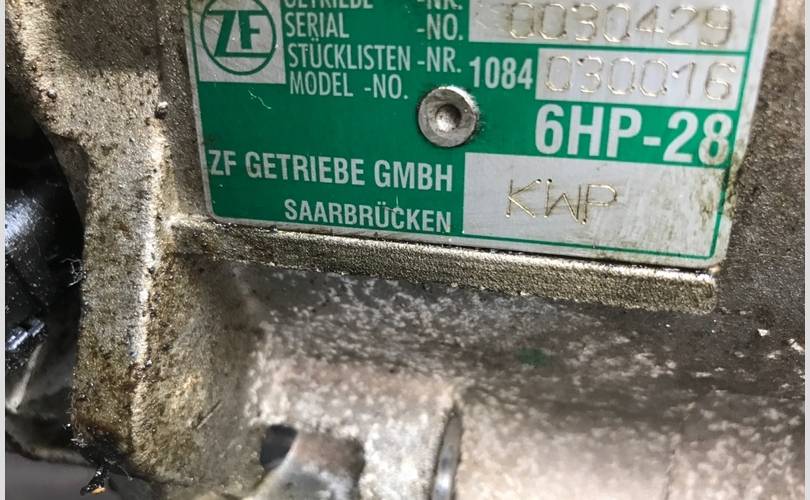 ZF
GETRIEBE -NR.
SERIAL -NO. 0030429
STÜCKLISTEN -NR. 1084 030016
MODEL -NO.
6HP-28
ZF GETRIEBE GMBH
SAARBRÜCKEN
KWP